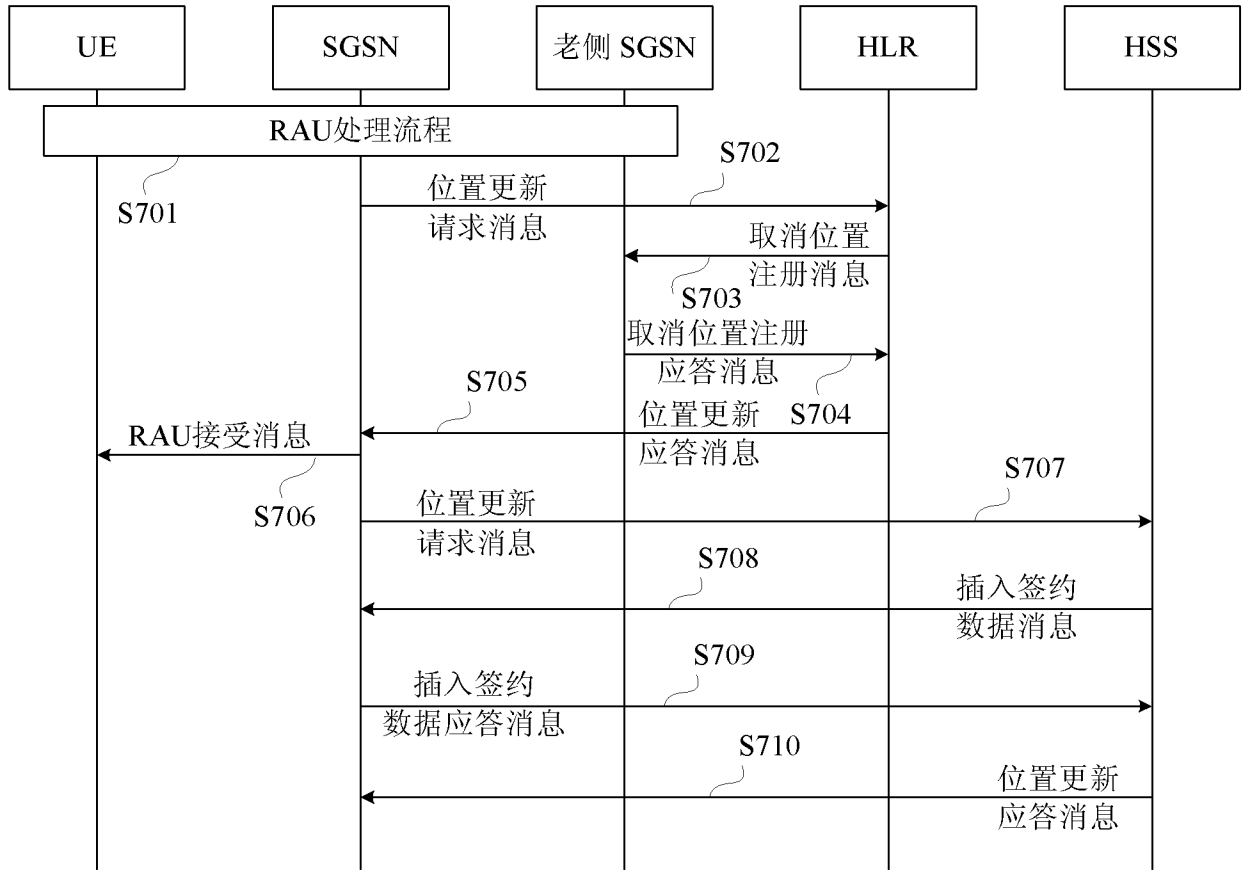 UE
SGSN
老侧 SGSN
HLR
HSS
RAU处理流程
S701
S702
位置更新
请求消息
取消位置
注册消息
S703
取消位置注册
应答消息
S704
S705
位置更新
应答消息
RAU接受消息
S706
S707
位置更新
请求消息
S708
插入签约
数据消息
S709
插入签约
数据应答消息
S710
位置更新
应答消息